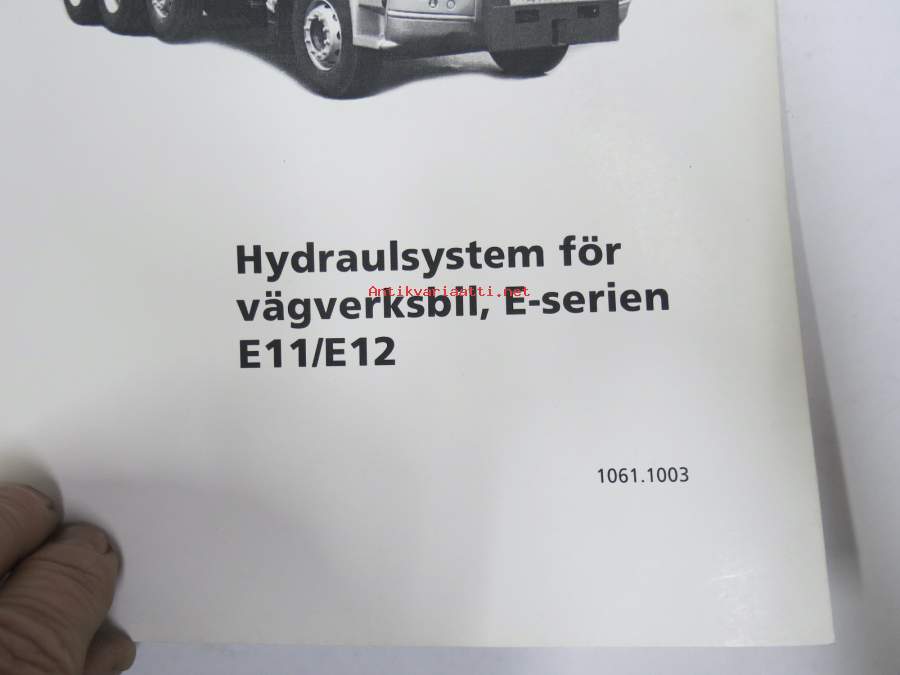 Hydraulsystem för
Antikvariaatti.net
vägverksbil, E-serien
E11/E12
1061.1003